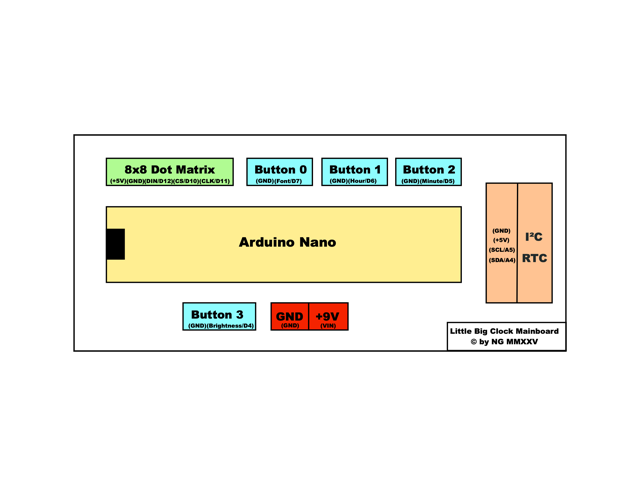 8x8 Dot Matrix
(+5V)(GND)(DIN/D12)(CS/D10)(CLK/D11)
Button 0
(GND)(Font/D7)
Button 1
(GND)(Hour/D6)
Button 2
(GND)(Minute/D5)
Arduino Nano
(GND)
(+5V)
(SCL/A5)
(SDA/A4)
I²C
RTC
Button 3
(GND)(Brightness/D4)
GND
(GND)
+9V
(VIN)
Little Big Clock Mainboard
© by NG MMXXV